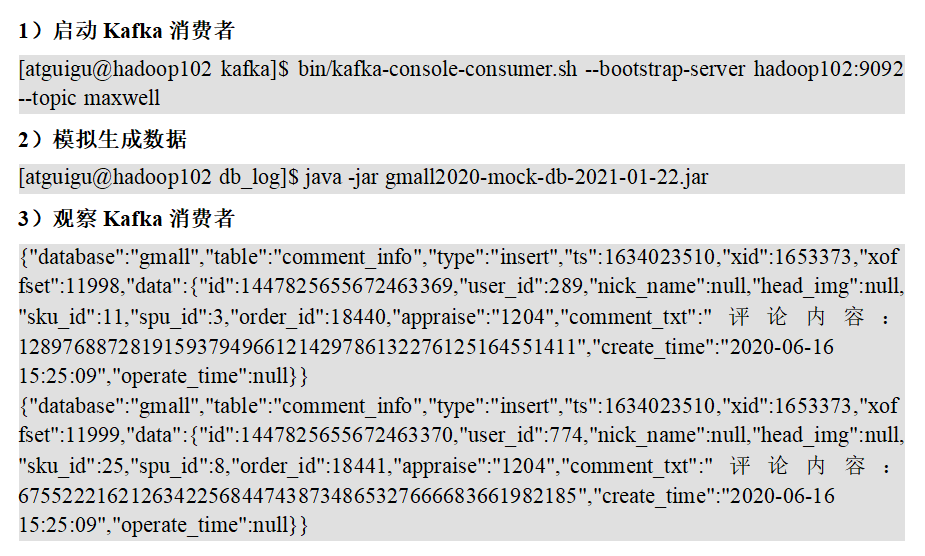 1）启动 Kafka 消费者
[atguigu@hadoop102 kafka]$ bin/kafka-console-consumer.sh --bootstrap-server hadoop102:9092
--topic maxwell
2）模拟生成数据
[atguigu@hadoop102 db_log]$ java -jar gmall2020-mock-db-2021-01-22.jar
3）观察 Kafka 消费者
{"database":"gmall","table":"comment_info","type":"insert","ts":1634023510,"xid":1653373,"xof
fset":11998,"data":{"id":1447825655672463369,"user_id":289,"nick_name":null,"head_img":null,
"sku_id":11,"spu_id":3,"order_id":18440,"appraise":"1204","comment_txt":" 评 论 内 容 ：
12897688728191593794966121429786132276125164551411","create_time":"2020-06-16
15:25:09","operate_time":null}}
{"database":"gmall","table":"comment_info","type":"insert","ts":1634023510,"xid":1653373,"xof
fset":11999,"data":{"id":1447825655672463370,"user_id":774,"nick_name":null,"head_img":null,
"sku_id":25,"spu_id":8,"order_id":18441,"appraise":"1204","comment_txt":" 评 论 内 容 ：
67552221621263422568447438734865327666683661982185","create_time":"2020-06-16
15:25:09","operate_time":null}}